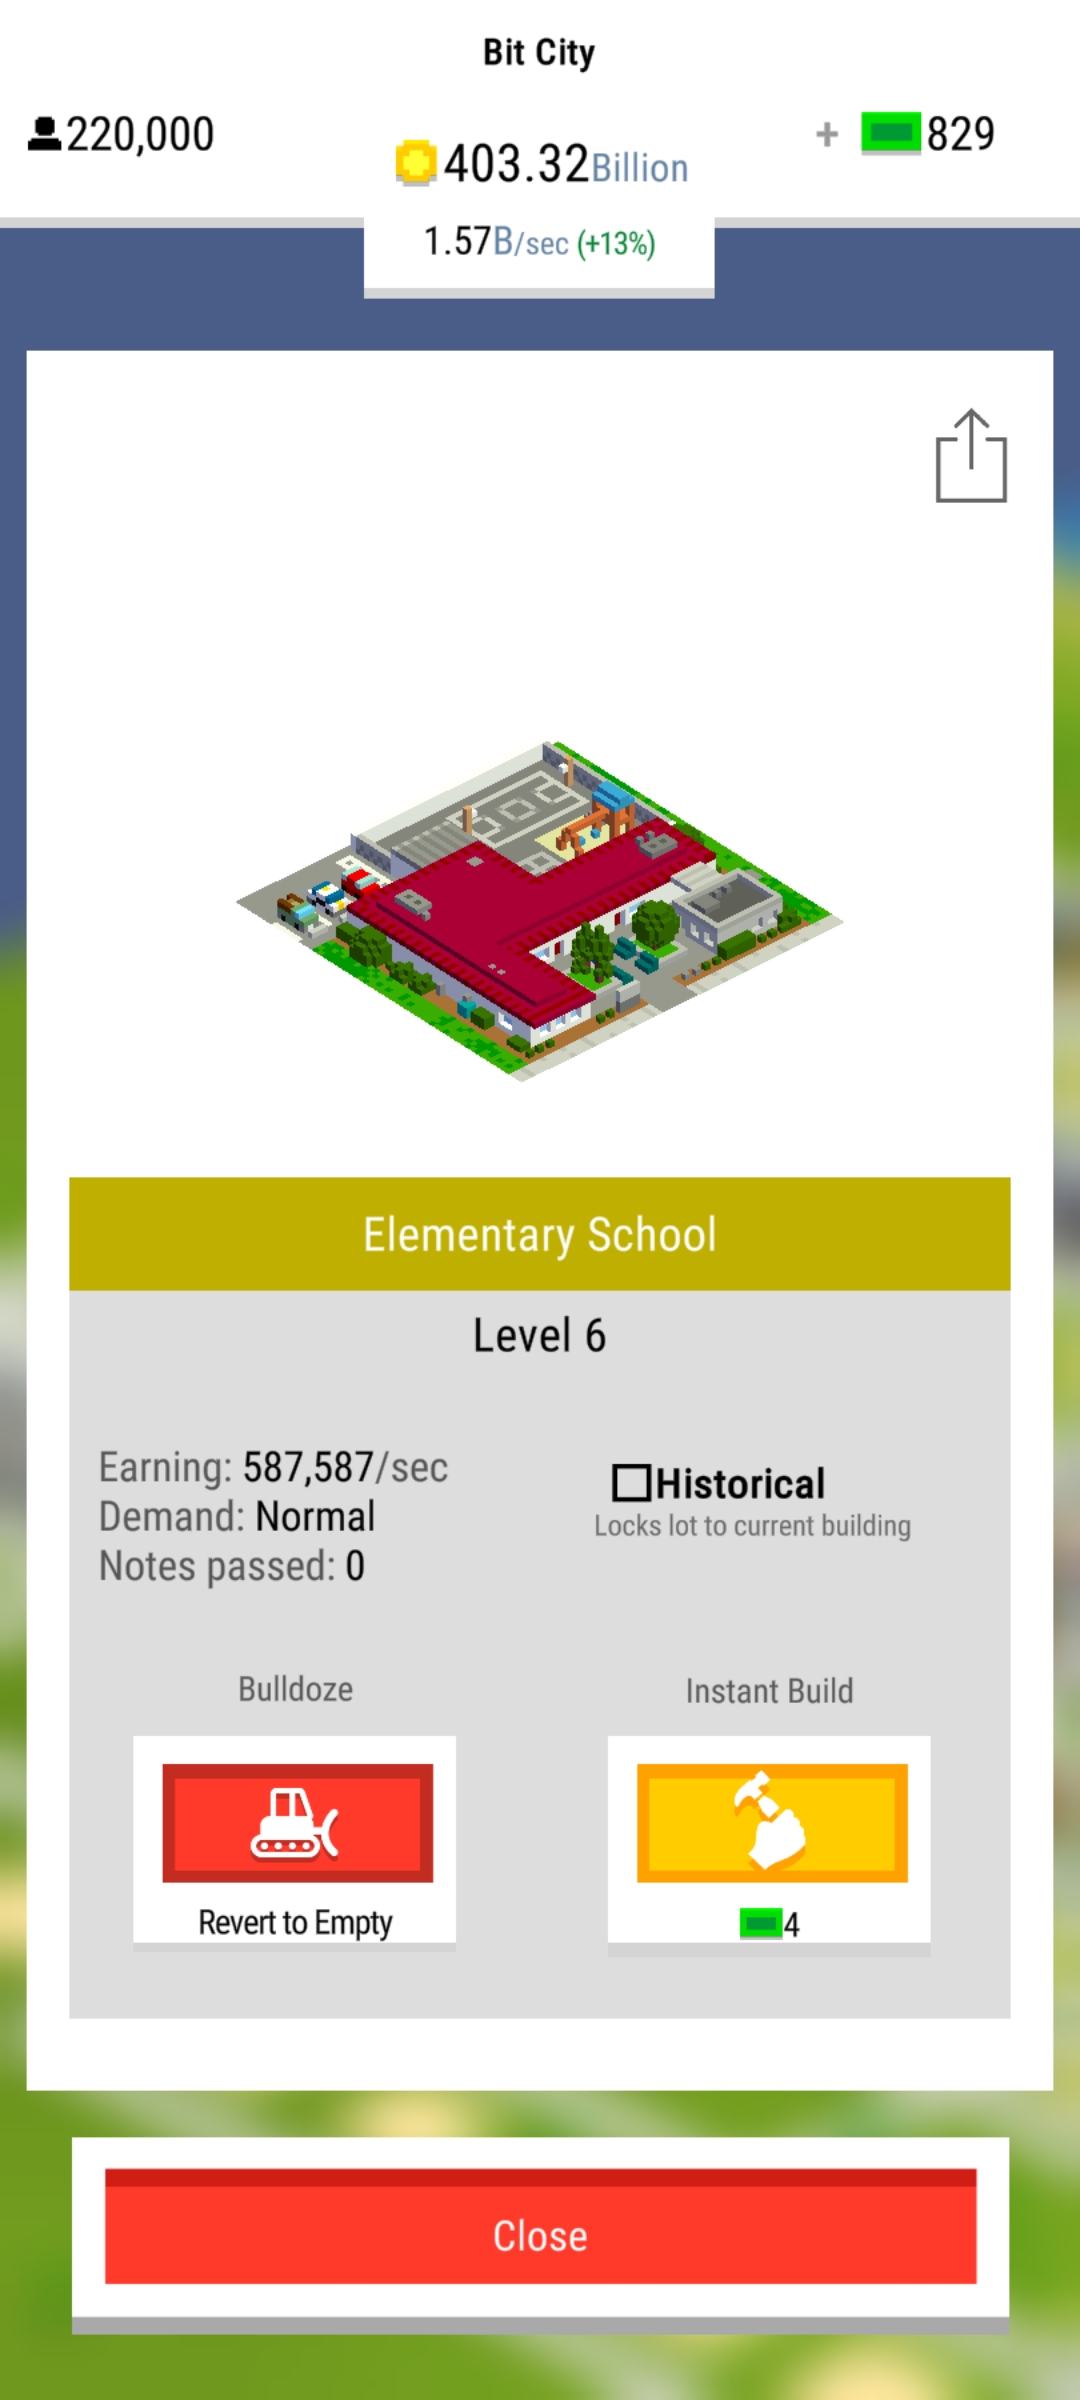 Bit City
220,000
403.32Billion
+ 829
1.57B/sec (+13%)
Elementary School
Level 6
Earning: 587,587/sec
Demand: Normal
Notes passed: 0
Historical
Locks lot to current building
Bulldoze
Revert to Empty
Instant Build
4
Close